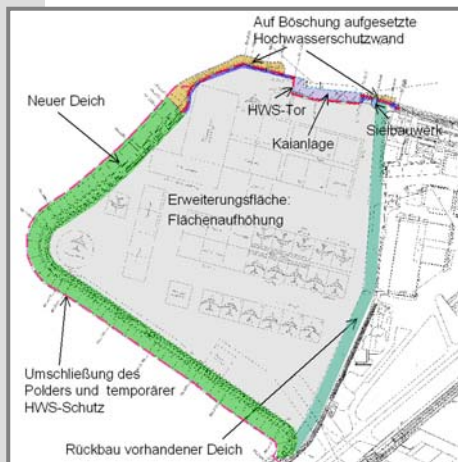 Auf Böschung aufgesetzte
Hochwasserschutzwand
Neuer Deich
HWS-Tor
Sielbauwerk
Kaianlage
Erweiterungsfläche:
Flächenaufhöhung
Umschließung des
Polders und temporärer
HWS-Schutz
Rückbau vorhandener Deich